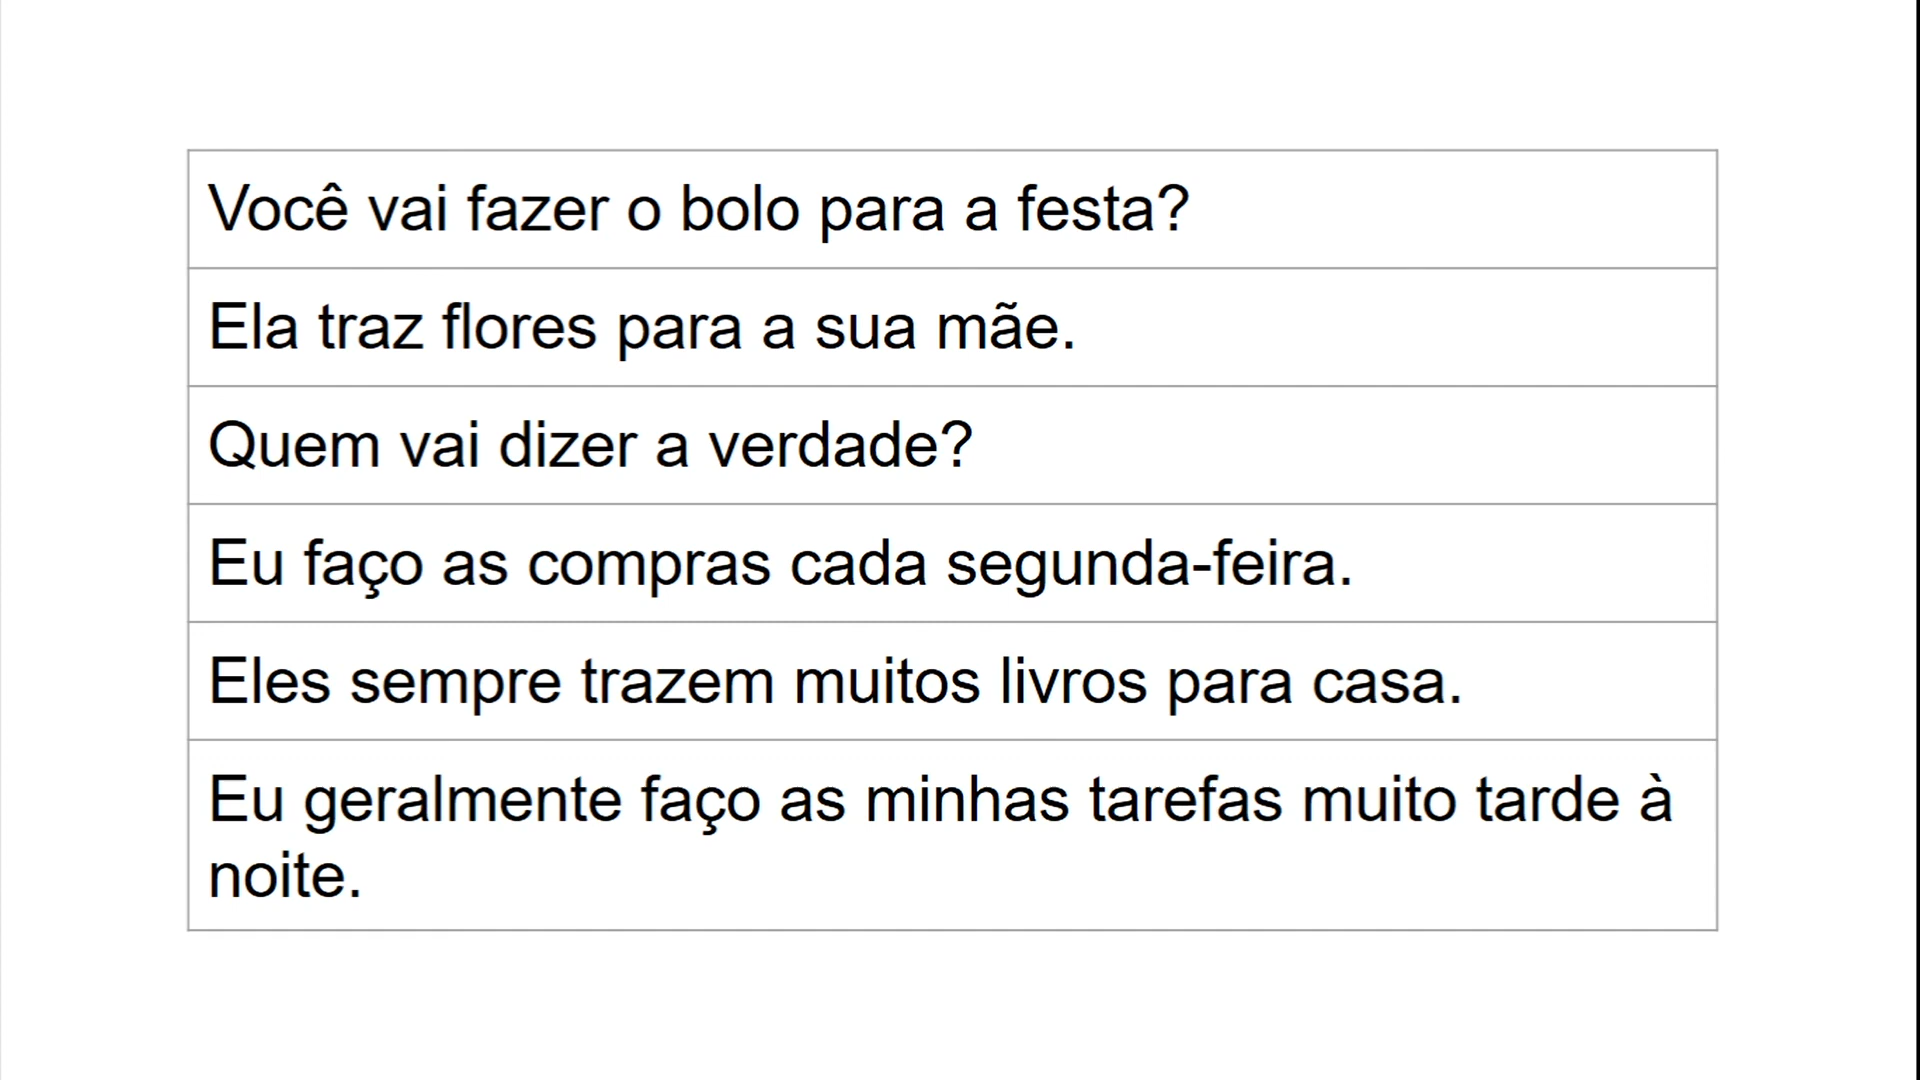 Você vai fazer o bolo para a festa?
Ela traz flores para a sua mãe.
Quem vai dizer a verdade?
Eu faço as compras cada segunda-feira.
Eles sempre trazem muitos livros para casa.
Eu geralmente faço as minhas tarefas muito tarde à
noite.